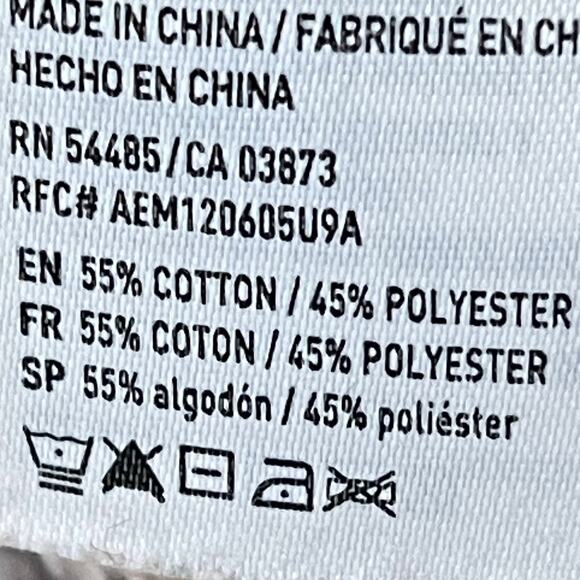 MADE IN CHINA / FABRIQUÉ EN CH
HECHO EN CHINA
RN 54485 / CA 03873
RFC# AEM120605U9A
EN 55% COTTON / 45% POLYESTER
FR 55% COTON / 45% POLYESTER
SP 55% algodón / 45% poliéster